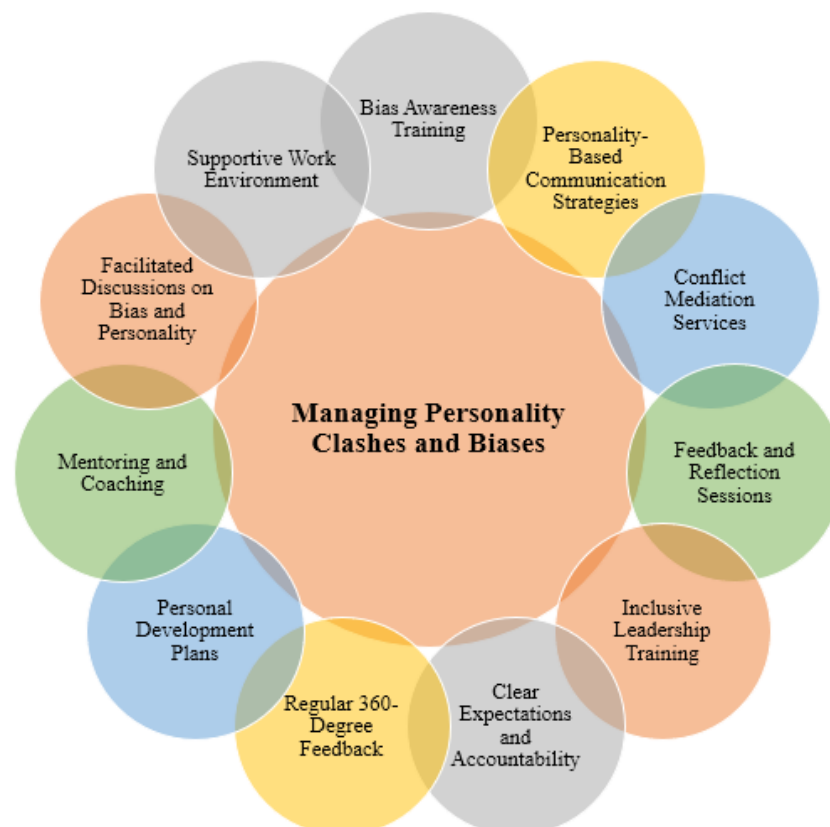 Bias Awareness
Training
Personality-
Based
Communication
Strategies
Conflict
Mediation
Services
Feedback and
Reflection
Sessions
Inclusive
Leadership
Training
Clear
Expectations
and
Accountability
Regular 360-
Degree
Feedback
Personal
Development
Plans
Mentoring and
Coaching
Facilitated
Discussions on
Bias and
Personality
Supportive Work
Environment
Managing Personality
Clashes and Biases